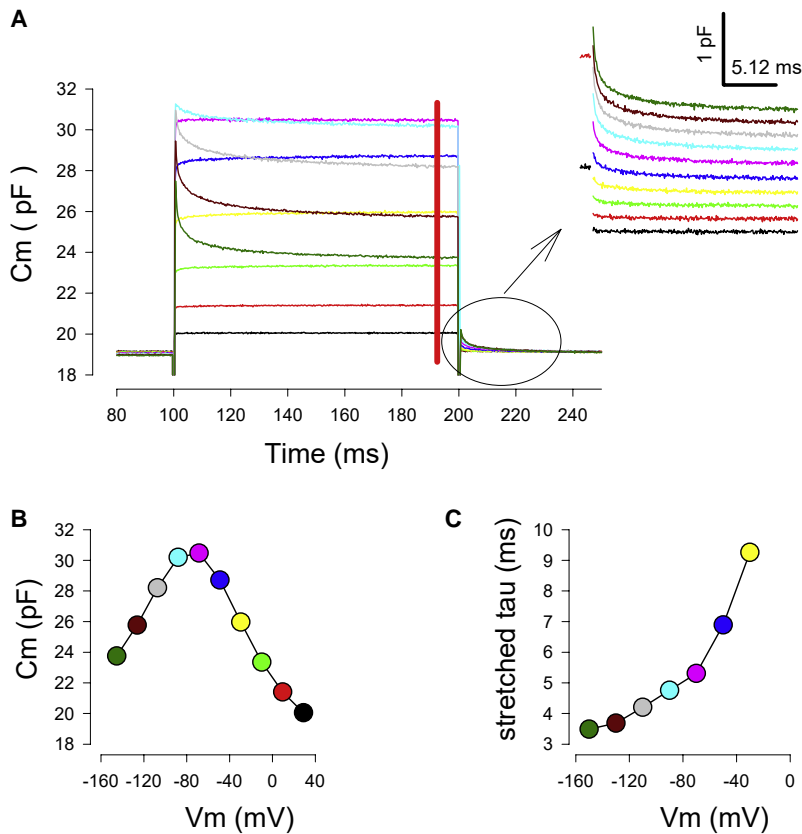 A
1 pF
5.12 ms
32
30
28
26
24
22
20
18
Cm ( pF)
80 100 120 140 160 180 200 220 240
Time (ms)
B
32
30
28
26
24
22
20
18
Cm (pF)
-160 -120 -80 -40 0 40
Vm (mV)
C
10
9
8
7
6
5
4
3
stretched tau (ms)
-160 -120 -80 -40 0
Vm (mV)